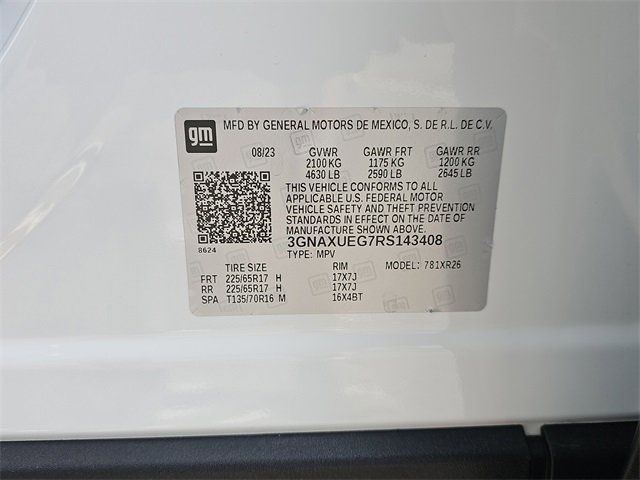 gm MFD BY GENERAL MOTORS DE MEXICO, S. DE R.L. DE C.V.
08/23 GVWR GAWR FRT GAWR RR
2100 KG 1175 KG 1200 KG
4630 LB 2590 LB 2645 LB
THIS VEHICLE CONFORMS TO ALL
APPLICABLE U.S. FEDERAL MOTOR
VEHICLE SAFETY AND THEFT PREVENTION
STANDARDS IN EFFECT ON THE DATE OF
MANUFACTURE SHOWN ABOVE.
3GNAXUEG7RS143408
8624 TYPE: MPV
TIRE SIZE RIM MODEL: 781XR26
FRT 225/65R17 H 17X7J
RR 225/65R17 H 17X7J
SPA T135/70R16 M 16X4BT